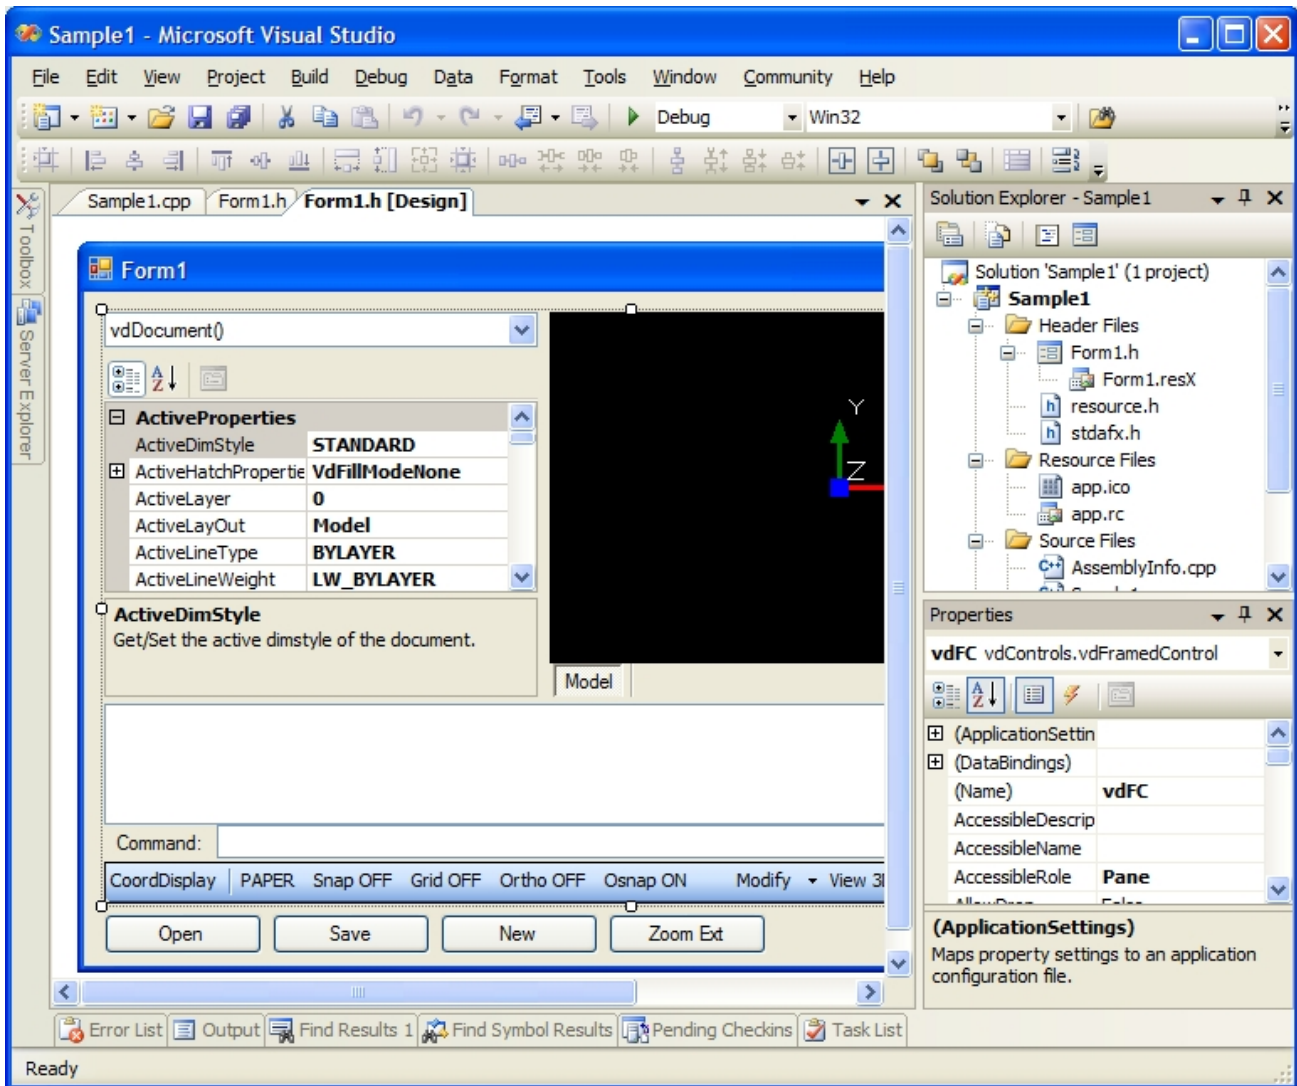 Sample1 - Microsoft Visual Studio
File Edit View Project Build Debug Data Format Tools Window Community Help
Debug Win32
Toolbox
Server Explorer
Sample1.cpp Form1.h Form1.h [Design]
Form1
vdDocument()
ActiveProperties
ActiveDimStyle STANDARD
ActiveHatchPropertie VdFillModeNone
ActiveLayer 0
ActiveLayOut Model
ActiveLineType BYLAYER
ActiveLineWeight LW_BYLAYER
ActiveDimStyle
Get/Set the active dimstyle of the document.
Y
Z
Model
Command:
CoordDisplay PAPER Snap OFF Grid OFF Ortho OFF Osnap ON Modify View 3
Open Save New Zoom Ext
Solution Explorer - Sample1
Solution 'Sample1' (1 project)
Sample1
Header Files
Form1.h
Form1.resX
resource.h
stdafx.h
Resource Files
app.ico
app.rc
Source Files
AssemblyInfo.cpp
Properties
vdFC vdControls.vdFramedControl
(ApplicationSettin
(DataBindings)
(Name) vdFC
AccessibleDescrip
AccessibleName
AccessibleRole Pane
(ApplicationSettings)
Maps property settings to an application
configuration file.
Error List Output Find Results 1 Find Symbol Results Pending Checkins Task List
Ready